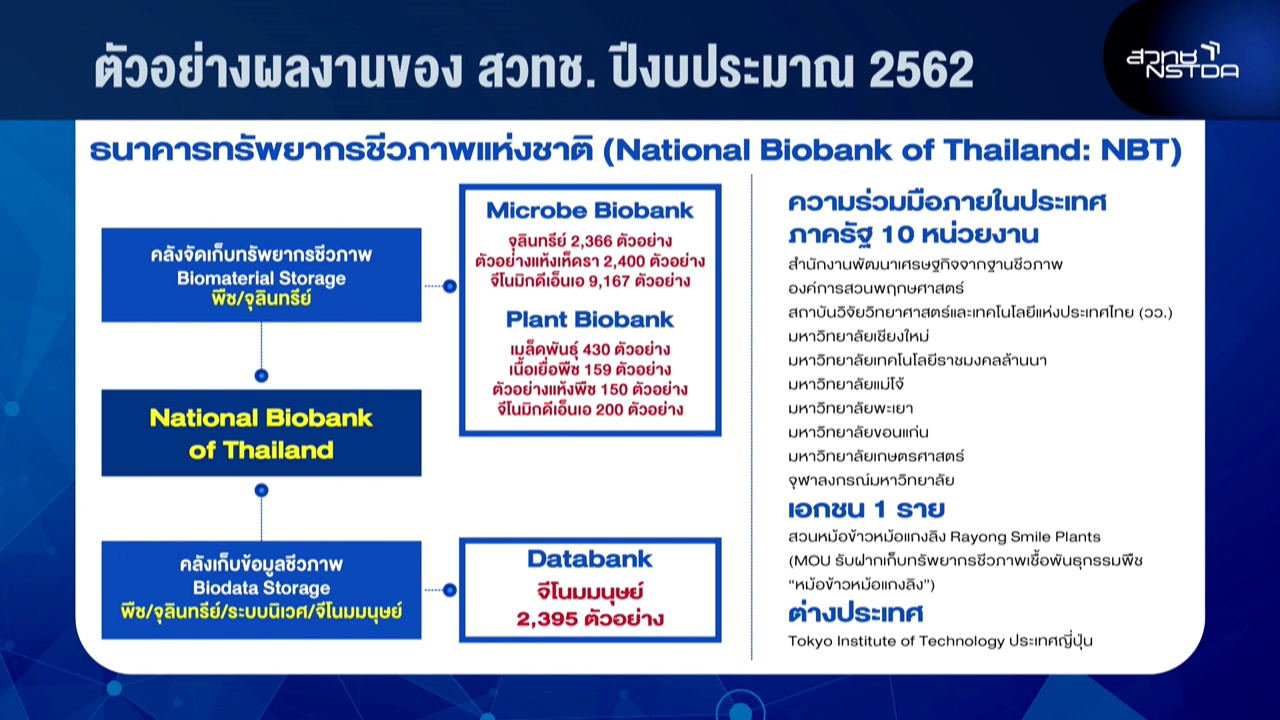 ตัวอย่างผลงานของ สวทช. ปีงบประมาณ 2562
สวทช
NSTDA
ธนาคารทรัพยากรชีวภาพแห่งชาติ (National Biobank of Thailand: NBT)
คลังจัดเก็บทรัพยากรชีวภาพ
Biomaterial Storage
พืช/จุลินทรีย์
National Biobank
of Thailand
คลังเก็บข้อมูลชีวภาพ
Biodata Storage
พืช/จุลินทรีย์/ระบบนิเวศ/จีโนมมนุษย์
Microbe Biobank
จุลินทรีย์ 2,366 ตัวอย่าง
ตัวอย่างแห้งเห็ดรา 2,400 ตัวอย่าง
จีโนมิกดีเอ็นเอ 9,167 ตัวอย่าง
Plant Biobank
เมล็ดพันธุ์ 430 ตัวอย่าง
เนื้อเยื่อพืช 159 ตัวอย่าง
ตัวอย่างแห้งพืช 150 ตัวอย่าง
จีโนมิกดีเอ็นเอ 200 ตัวอย่าง
Databank
จีโนมมนุษย์
2,395 ตัวอย่าง
ความร่วมมือภายในประเทศ
ภาครัฐ 10 หน่วยงาน
สำนักงานพัฒนาเศรษฐกิจจากฐานชีวภาพ
องค์การสวนพฤกษศาสตร์
สถาบันวิจัยวิทยาศาสตร์และเทคโนโลยีแห่งประเทศไทย (วว.)
มหาวิทยาลัยเชียงใหม่
มหาวิทยาลัยเทคโนโลยีราชมงคลล้านนา
มหาวิทยาลัยแม่โจ้
มหาวิทยาลัยพะเยา
มหาวิทยาลัยขอนแก่น
มหาวิทยาลัยเกษตรศาสตร์
จุฬาลงกรณ์มหาวิทยาลัย
เอกชน 1 ราย
สวนหม้อข้าวหม้อแกงลิง Rayong Smile Plants
(MOU รับฝากเก็บทรัพยากรชีวภาพเชื้อพันธุกรรมพืช
“หม้อข้าวหม้อแกงลิง”)
ต่างประเทศ
Tokyo Institute of Technology ประเทศญี่ปุ่น